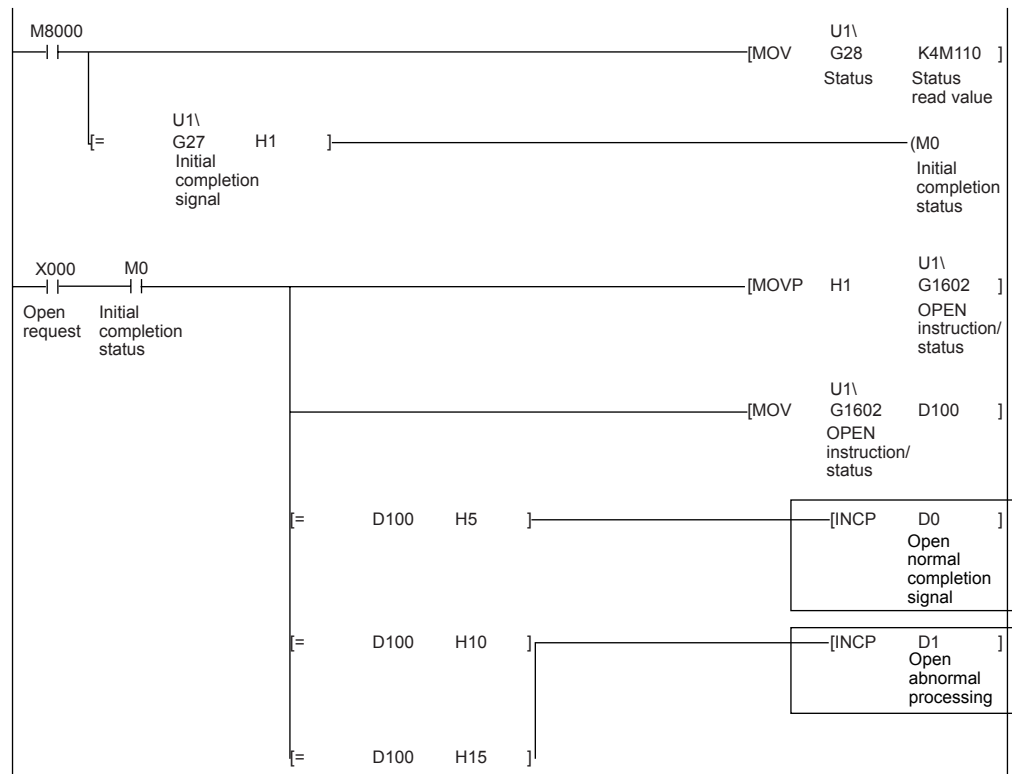 M8000
[MOV U1\ G28 K4M110 ]
Status Status
read value
[= U1\ G27 H1 ] (M0
Initial
completion
signal
Initial
completion
status
X000 M0
Open
request
Initial
completion
status
[MOVP H1 U1\ G1602 ]
OPEN
instruction/
status
[MOV U1\ G1602 D100 ]
OPEN
instruction/
status
[= D100 H5 ] [INCP D0 ]
Open
normal
completion
signal
[= D100 H10 ] [INCP D1 ]
Open
abnormal
processing
[= D100 H15 ]